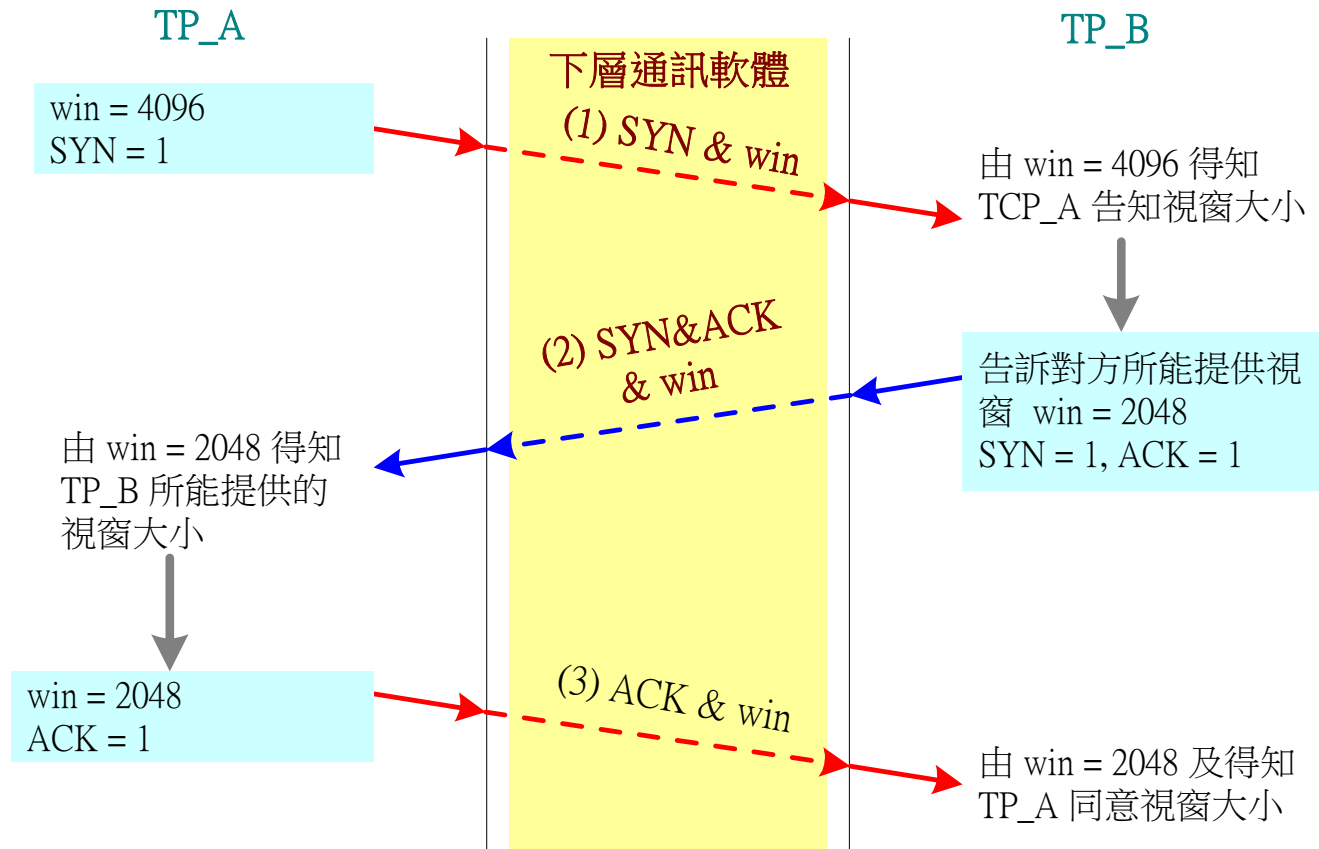 TP_A
TP_B
下層通訊軟體
win = 4096
SYN = 1
(1) SYN & win
由 win = 4096 得知
TCP_A 告知視窗大小
(2) SYN&ACK
& win
告訴對方所能提供視
窗 win = 2048
SYN = 1, ACK = 1
由 win = 2048 得知
TP_B 所能提供的
視窗大小
win = 2048
ACK = 1
(3) ACK & win
由 win = 2048 及得知
TP_A 同意視窗大小